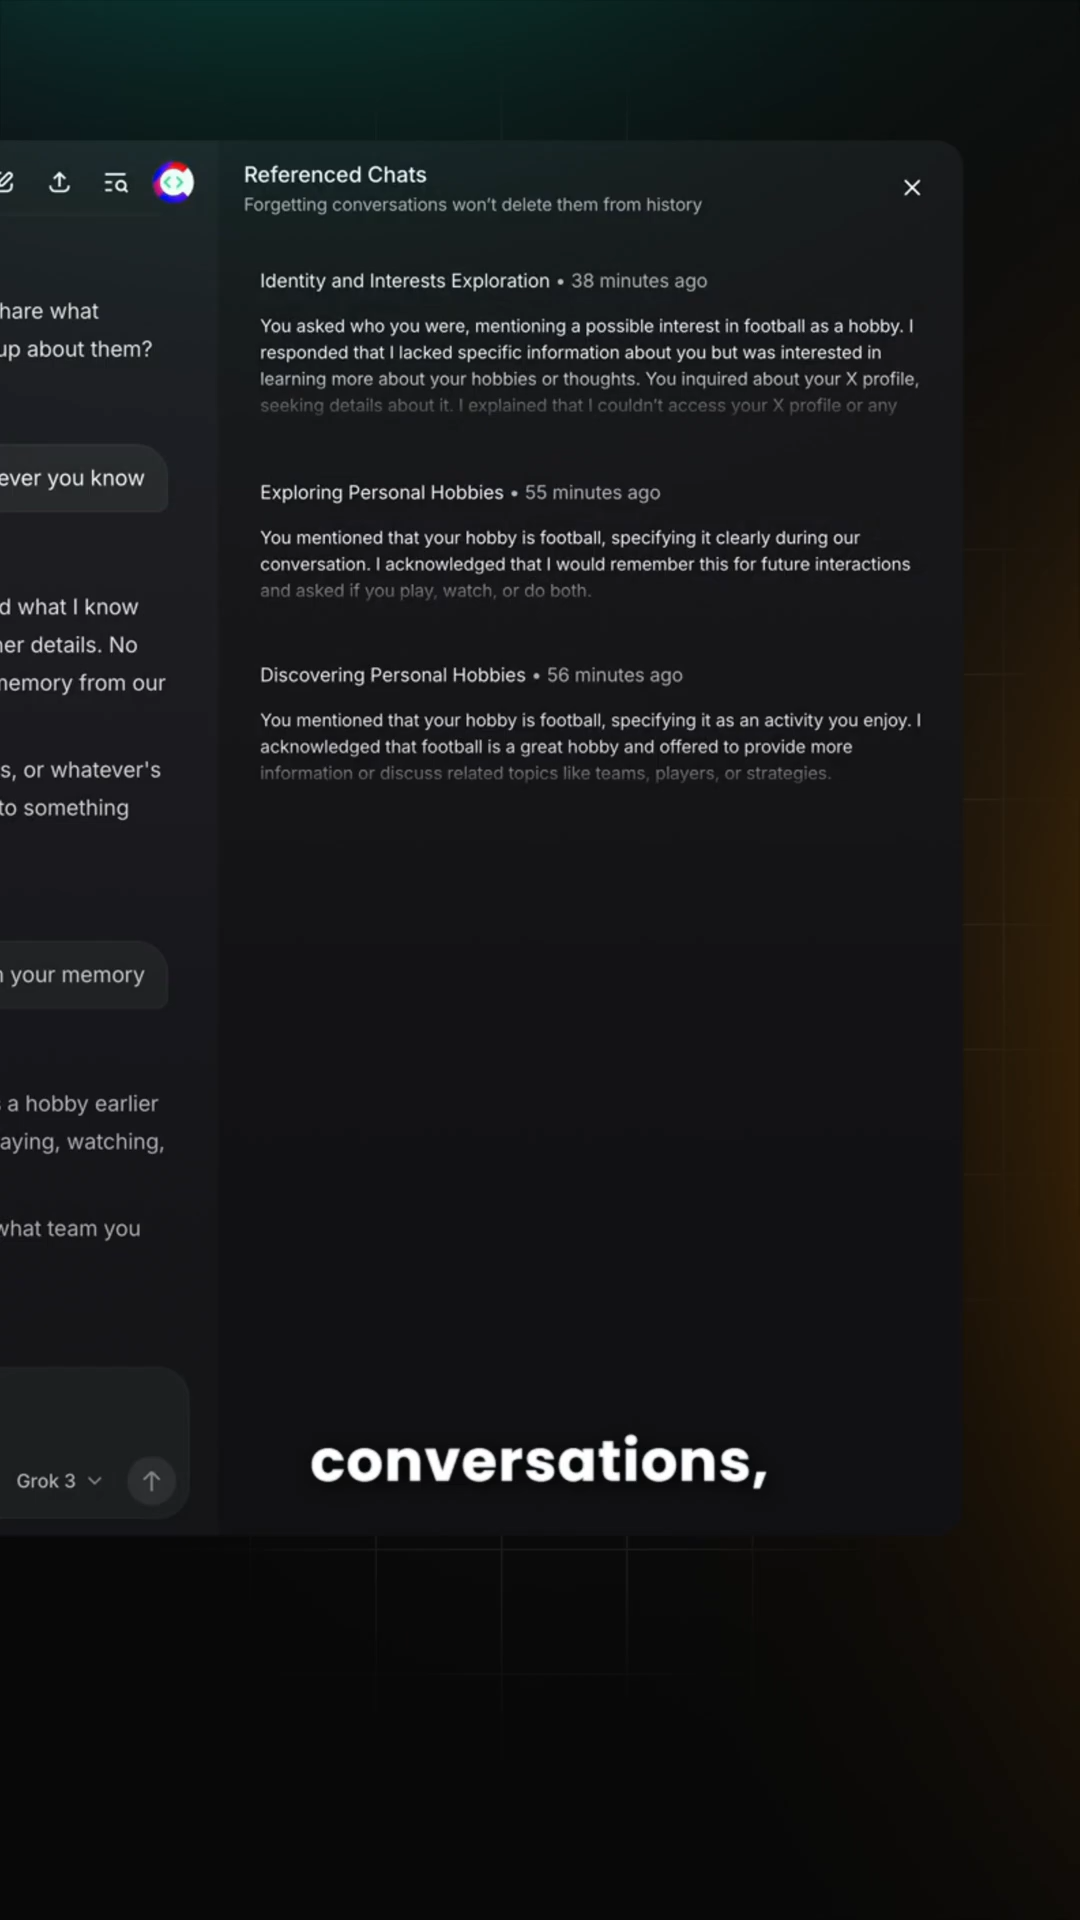 Referenced Chats
Forgetting conversations won't delete them from history
Identity and Interests Exploration • 38 minutes ago
You asked who you were, mentioning a possible interest in football as a hobby. I
responded that I lacked specific information about you but was interested in
learning more about your hobbies or thoughts. You inquired about your X profile,
seeking details about it. I explained that I couldn't access your X profile or any
Exploring Personal Hobbies • 55 minutes ago
You mentioned that your hobby is football, specifying it clearly during our
conversation. I acknowledged that I would remember this for future interactions
and asked if you play, watch, or do both.
Discovering Personal Hobbies • 56 minutes ago
You mentioned that your hobby is football, specifying it as an activity you enjoy. I
acknowledged that football is a great hobby and offered to provide more
information or discuss related topics like teams, players, or strategies.
what
up about them?
you know
what I know
details. No
memory from our
or whatever's
to something
your memory
a hobby earlier
watching,
what team you
Grok 3
conversations,